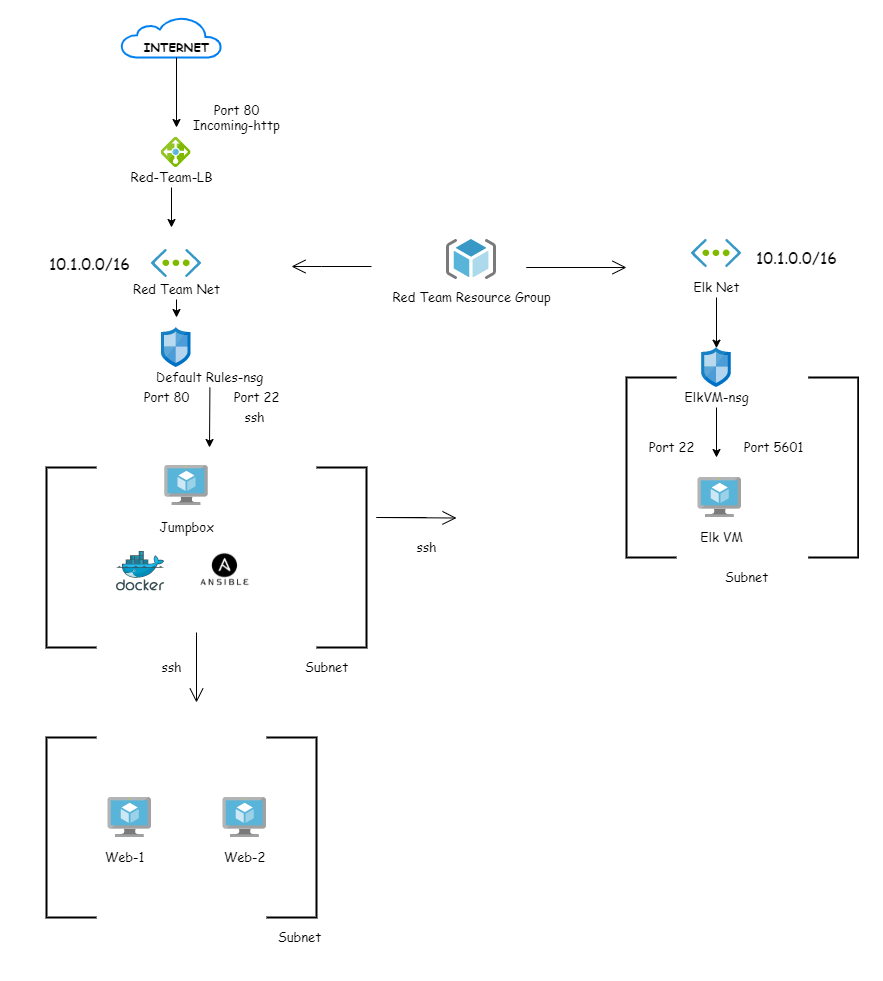 INTERNET
Port 80
Incoming-http
Red-Team-LB
10.1.0.0/16
Red Team Net
Red Team Resource Group
Elk Net
10.1.0.0/16
Default Rules-nsg
Port 80
Port 22
ssh
ElkVM-nsg
Port 22
Port 5601
Elk VM
Subnet
Jumpbox
docker
ANSIBLE
ssh
ssh
Subnet
Web-1
Web-2
Subnet